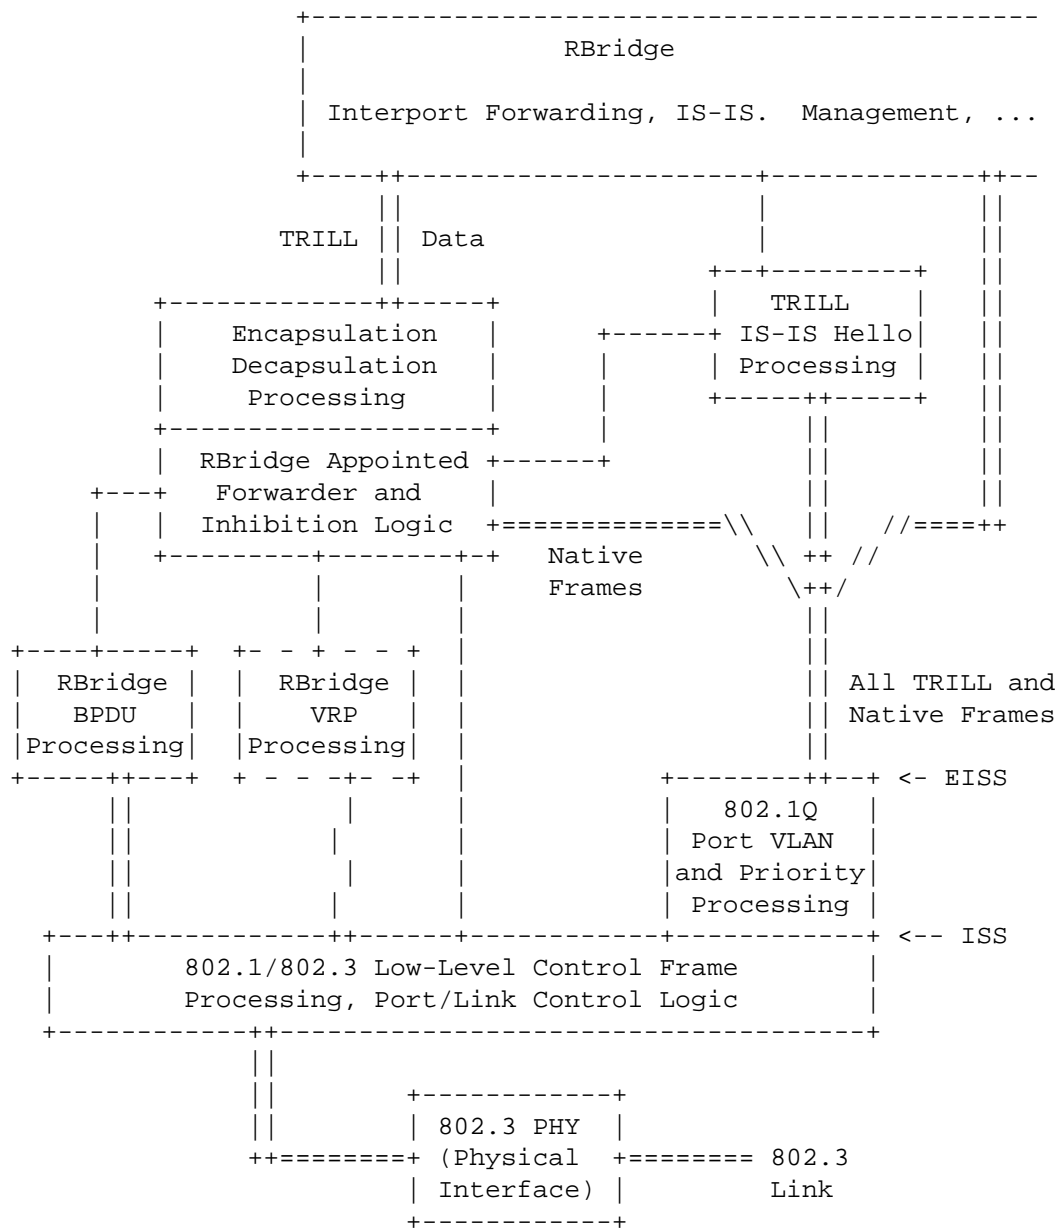 RBridge
Interport Forwarding, IS-IS.  Management, ...
TRILL Data
TRILL
IS-IS Hello
Processing
Encapsulation
Decapsulation
Processing
RBridge Appointed
Forwarder and
Inhibition Logic
Native
Frames
RBridge
BPDU
Processing
RBridge
VRP
Processing
All TRILL and
Native Frames
<- EISS
802.1Q
Port VLAN
and Priority
Processing
<-- ISS
802.1/802.3 Low-Level Control Frame
Processing, Port/Link Control Logic
802.3 PHY
(Physical
Interface)
802.3
Link